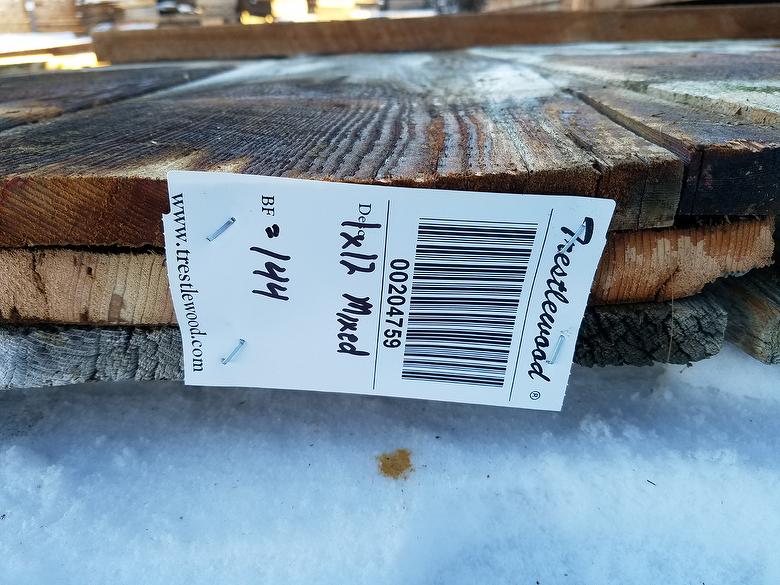 Trestlewood®
00204759
1x12 Mixed
BF = 144
www.trestlewood.com